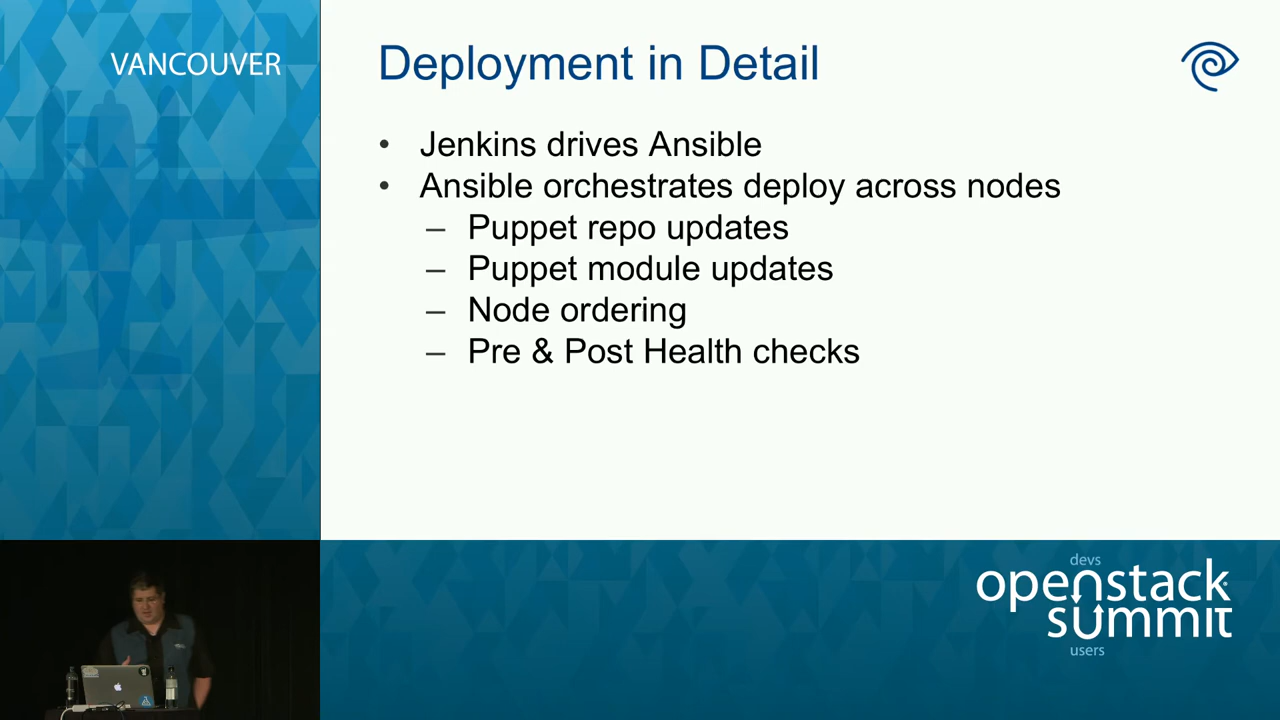 VANCOUVER
Deployment in Detail
• Jenkins drives Ansible
• Ansible orchestrates deploy across nodes
– Puppet repo updates
– Puppet module updates
– Node ordering
– Pre & Post Health checks
devs
openstack
summit
users